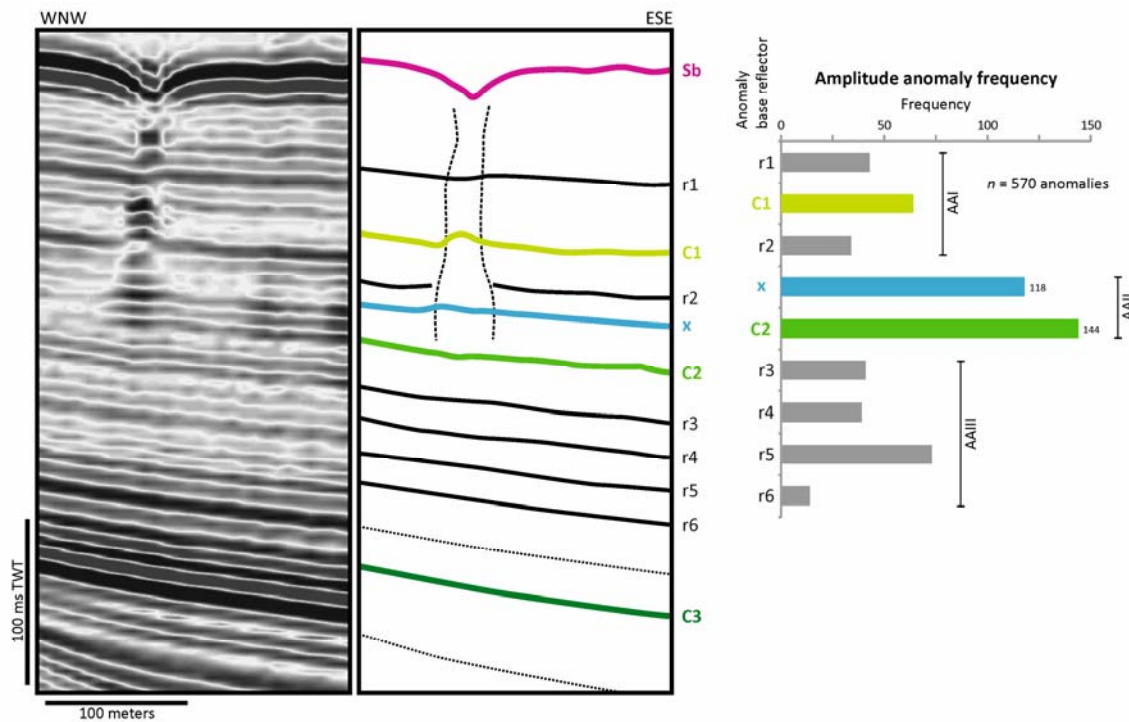 WNW
ESE
Sb
r1
C1
r2
x
C2
r3
r4
r5
r6
C3
100 ms TWT
100 meters
Amplitude anomaly frequency
Anomaly
base reflector
Frequency
0
50
100
150
r1
C1
r2
x
C2
r3
r4
r5
r6
118
144
AAI
AAII
AAIII
n = 570 anomalies